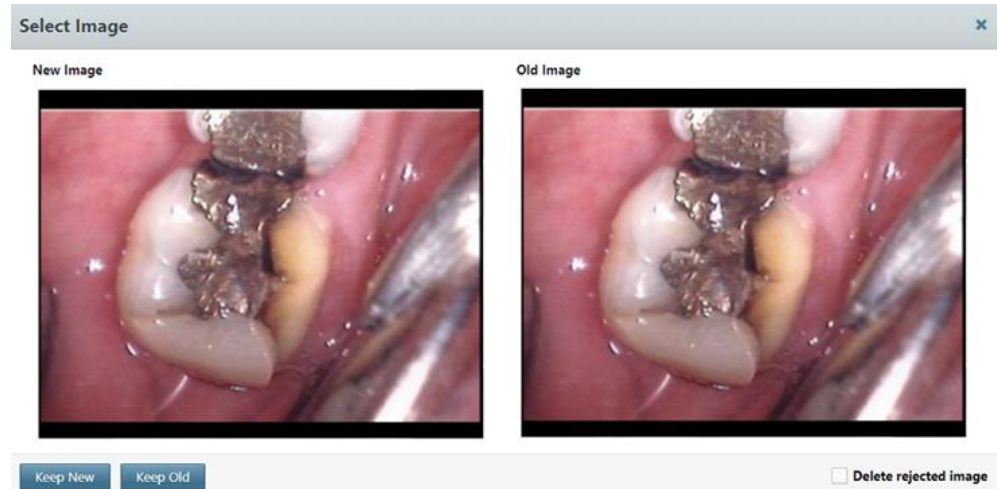 Select Image
New Image
Old Image
Keep New
Keep Old
Delete rejected image